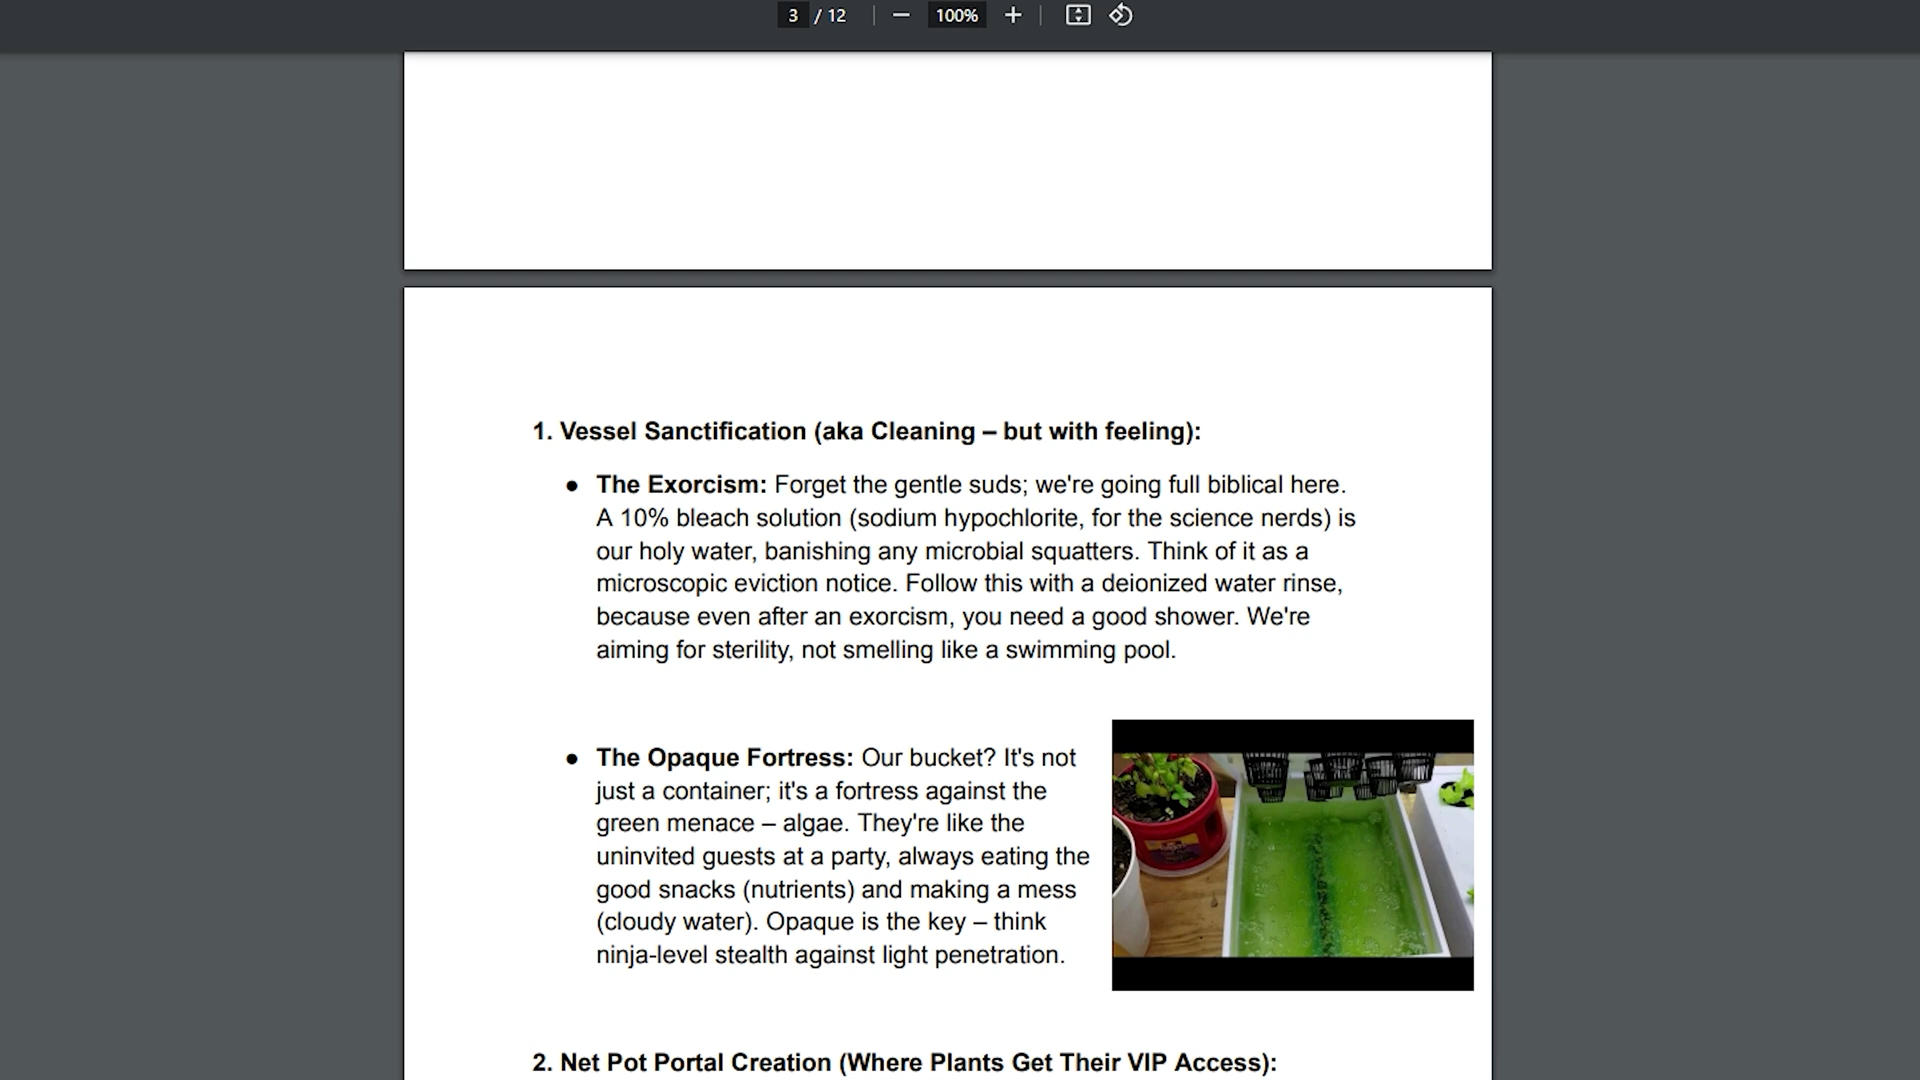 3 / 12 100%
1. Vessel Sanctification (aka Cleaning – but with feeling):
● The Exorcism: Forget the gentle suds; we're going full biblical here.
A 10% bleach solution (sodium hypochlorite, for the science nerds) is
our holy water, banishing any microbial squatters. Think of it as a
microscopic eviction notice. Follow this with a deionized water rinse,
because even after an exorcism, you need a good shower. We're
aiming for sterility, not smelling like a swimming pool.
● The Opaque Fortress: Our bucket? It's not
just a container; it's a fortress against the
green menace – algae. They're like the
uninvited guests at a party, always eating the
good snacks (nutrients) and making a mess
(cloudy water). Opaque is the key – think
ninja-level stealth against light penetration.
2. Net Pot Portal Creation (Where Plants Get Their VIP Access):